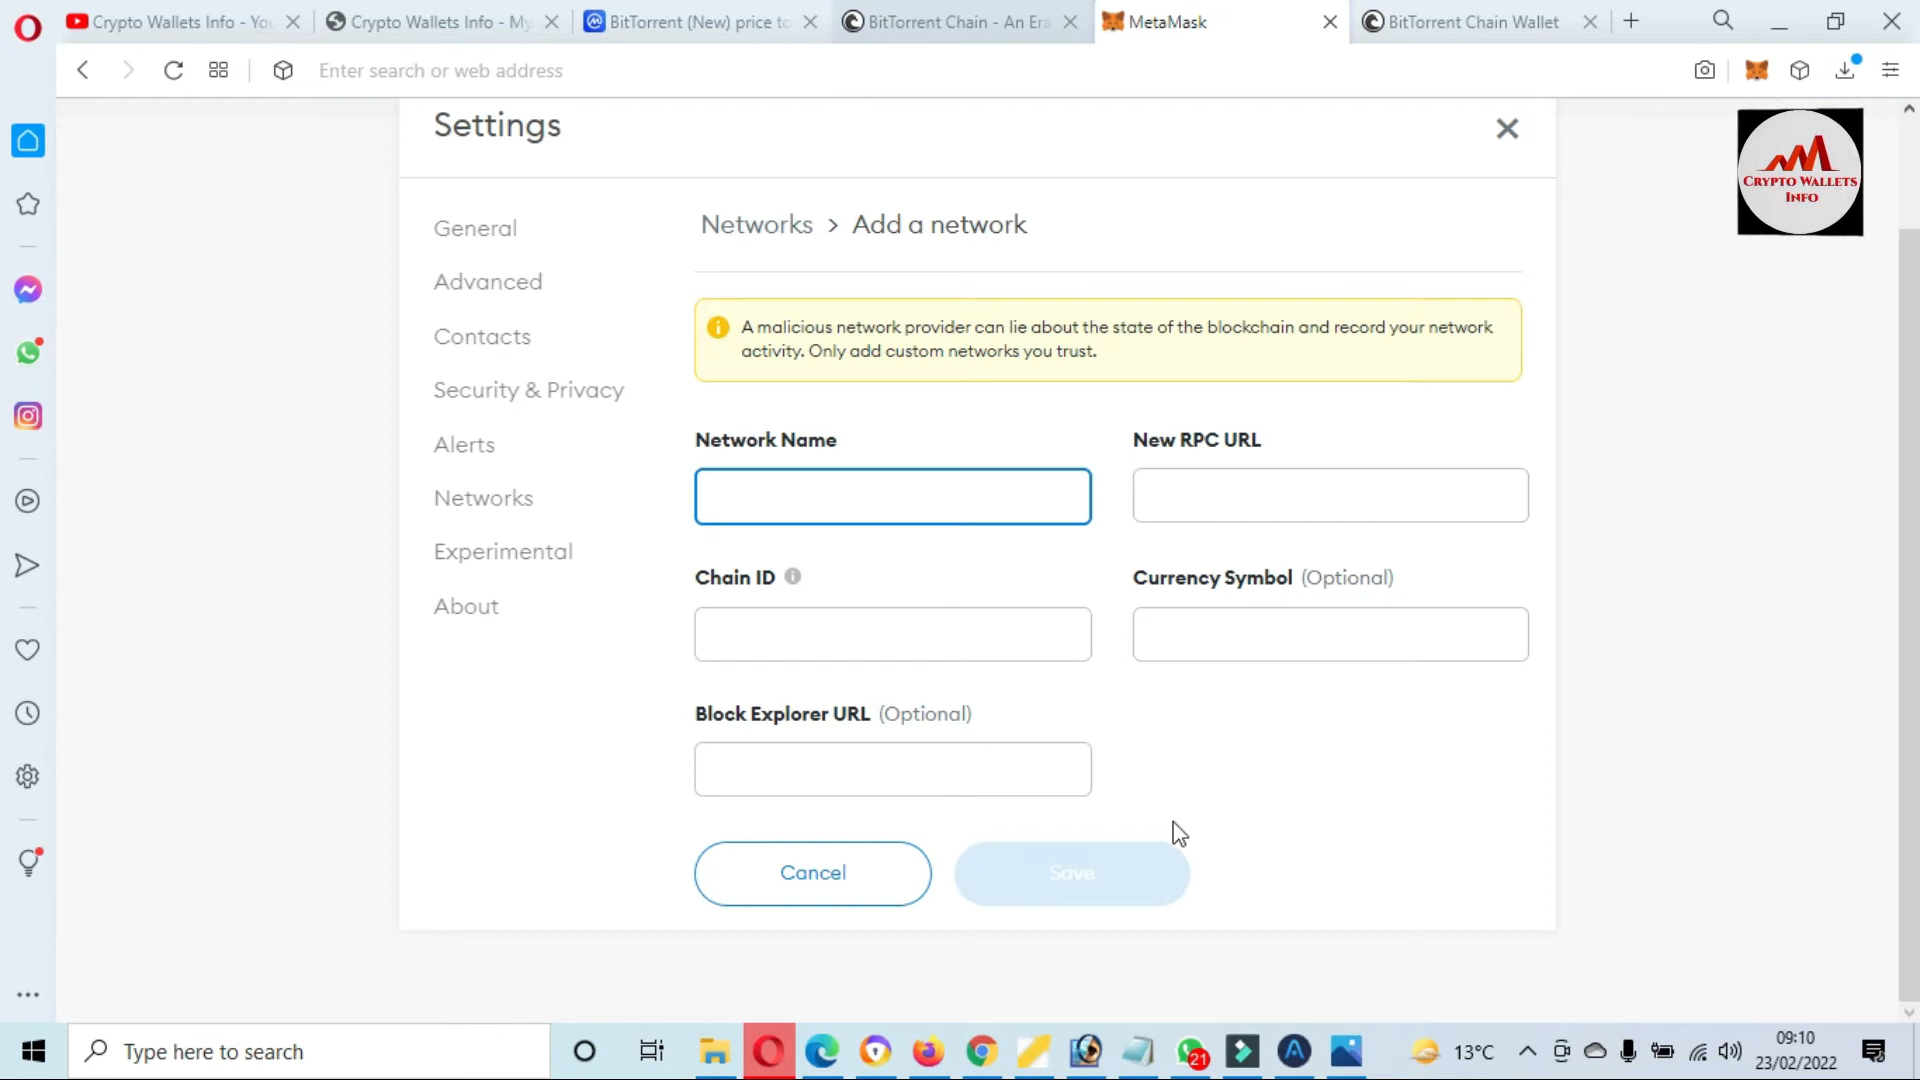 Crypto Wallets Info - You
Crypto Wallets Info - My
BitTorrent (New) price to
BitTorrent Chain - An Era
MetaMask
BitTorrent Chain Wallet
Enter search or web address
Settings
CRYPTO WALLETS
INFO
General
Advanced
Contacts
Security & Privacy
Alerts
Networks
Experimental
About
Networks > Add a network
A malicious network provider can lie about the state of the blockchain and record your network
activity. Only add custom networks you trust.
Network Name
New RPC URL
Chain ID
Currency Symbol (Optional)
Block Explorer URL (Optional)
Cancel
Save
Type here to search
21
13°C
09:10
23/02/2022